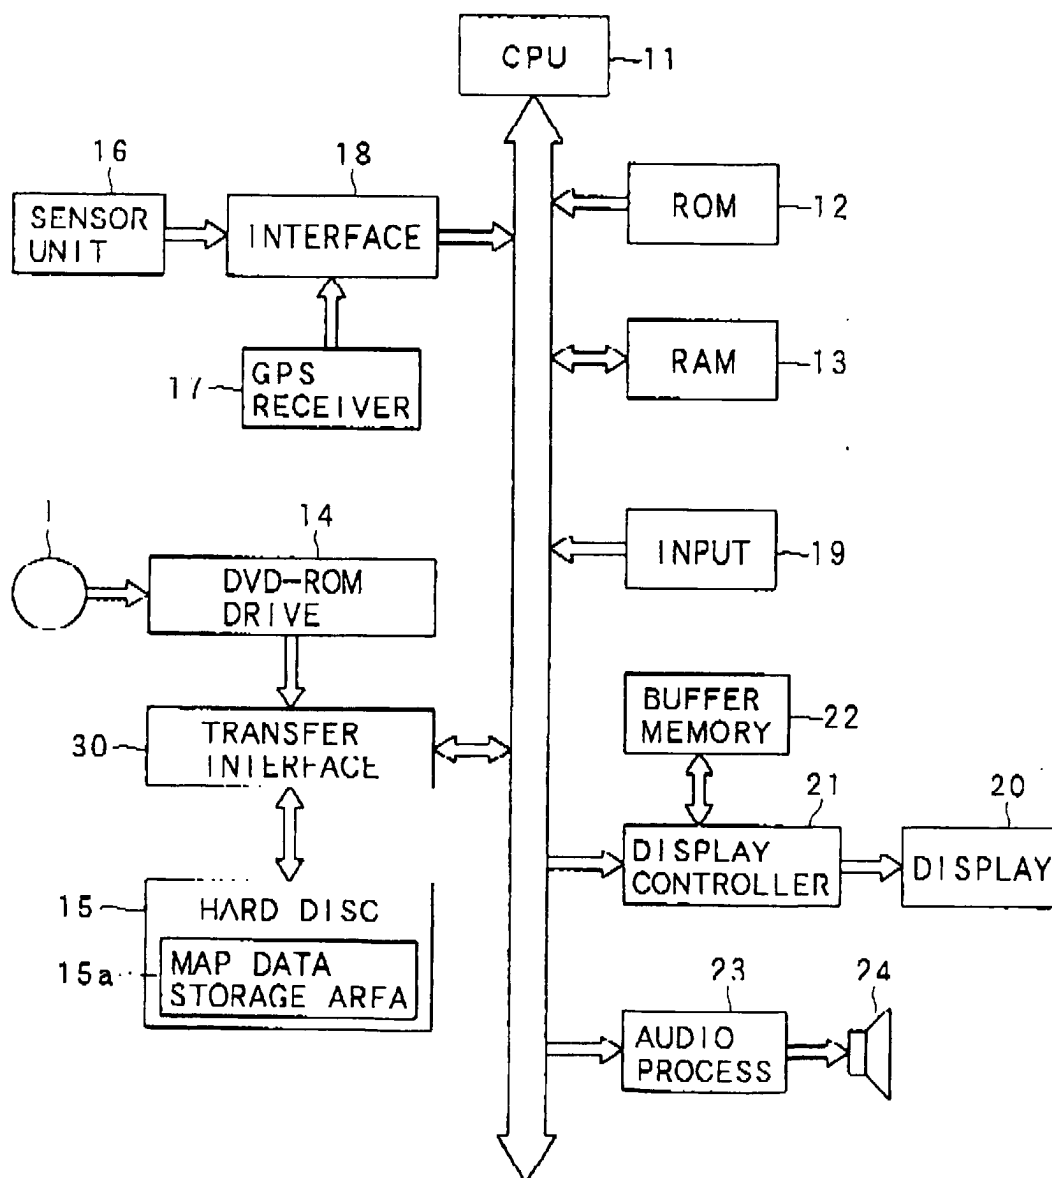 CPU
11
16
SENSOR
UNIT
18
INTERFACE
ROM
12
17
GPS
RECEIVER
RAM
13
1
14
DVD-ROM
DRIVE
INPUT
19
30
TRANSFER
INTERFACE
BUFFER
MEMORY
22
21
DISPLAY
CONTROLLER
20
DISPLAY
15
HARD DISC
15a
MAP DATA
STORAGE AREA
23
AUDIO
PROCESS
24